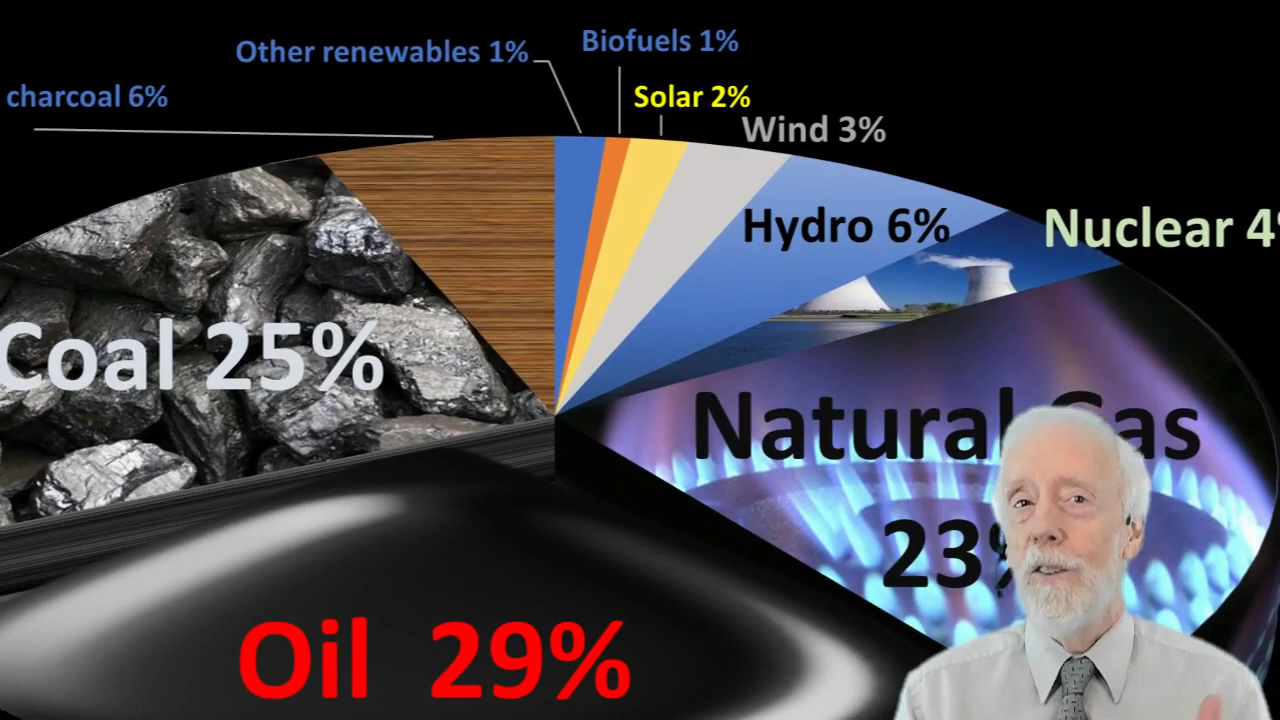 Other renewables 1%
Biofuels 1%
charcoal 6%
Solar 2%
Wind 3%
Hydro 6%
Nuclear 4
Coal 25%
Natural Gas
23%
Oil 29%